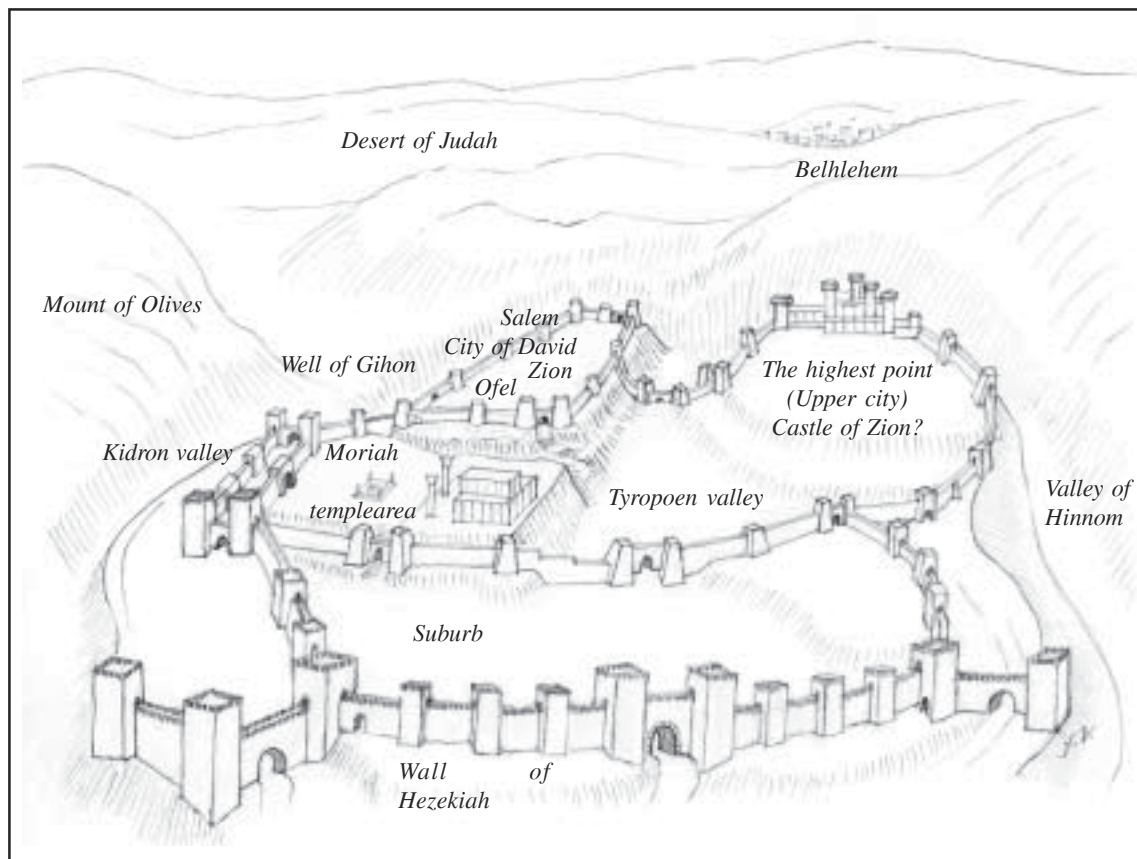 Desert of Judah
Belhlehem
Mount of Olives
Salem
City of David
Zion
Well of Gihon
Ofel
The highest point
(Upper city)
Castle of Zion?
Kidron valley
Moriah
templearea
Tyropoen valley
Valley of
Hinnom
Suburb
Wall of
Hezekiah